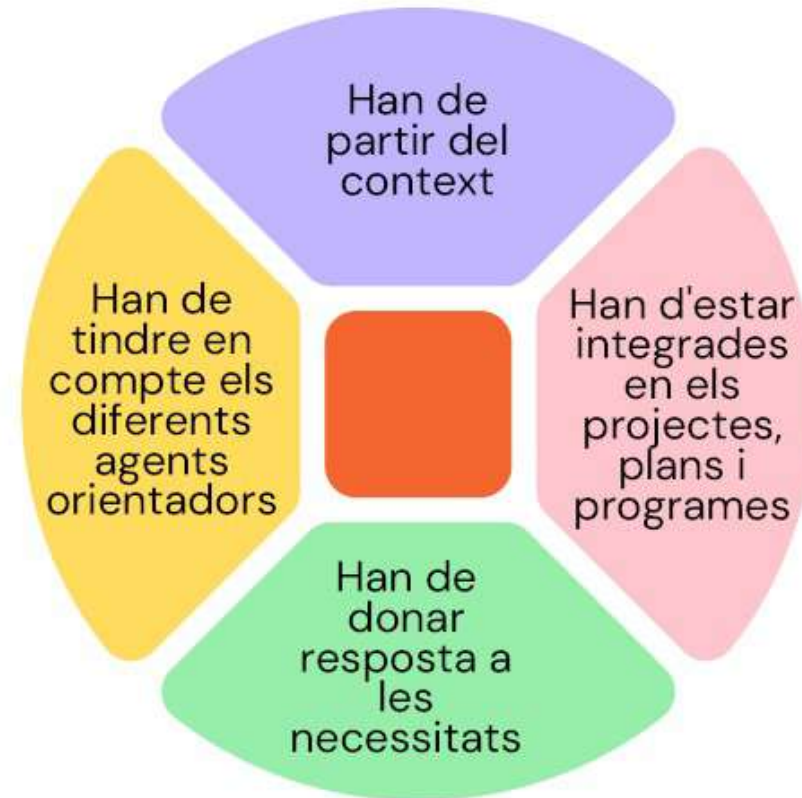 Han de
partir del
context
Han de
tindre en
compte els
diferents
agents
orientadors
Han d'estar
integrades
en els
projectes,
plans i
programes
Han de
donar
resposta a
les
necessitats